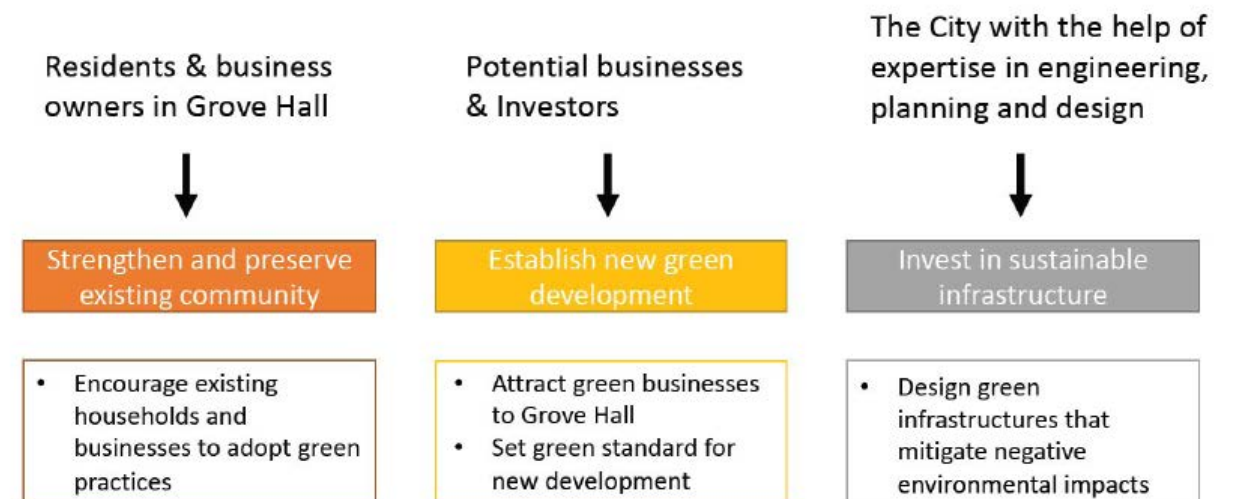 Residents & business
owners in Grove Hall
Potential businesses
& Investors
The City with the help of
expertise in engineering,
planning and design
Strengthen and preserve
existing community
Establish new green
development
Invest in sustainable
infrastructure
• Encourage existing
households and
businesses to adopt green
practices
• Attract green businesses
to Grove Hall
• Set green standard for
new development
• Design green
infrastructures that
mitigate negative
environmental impacts